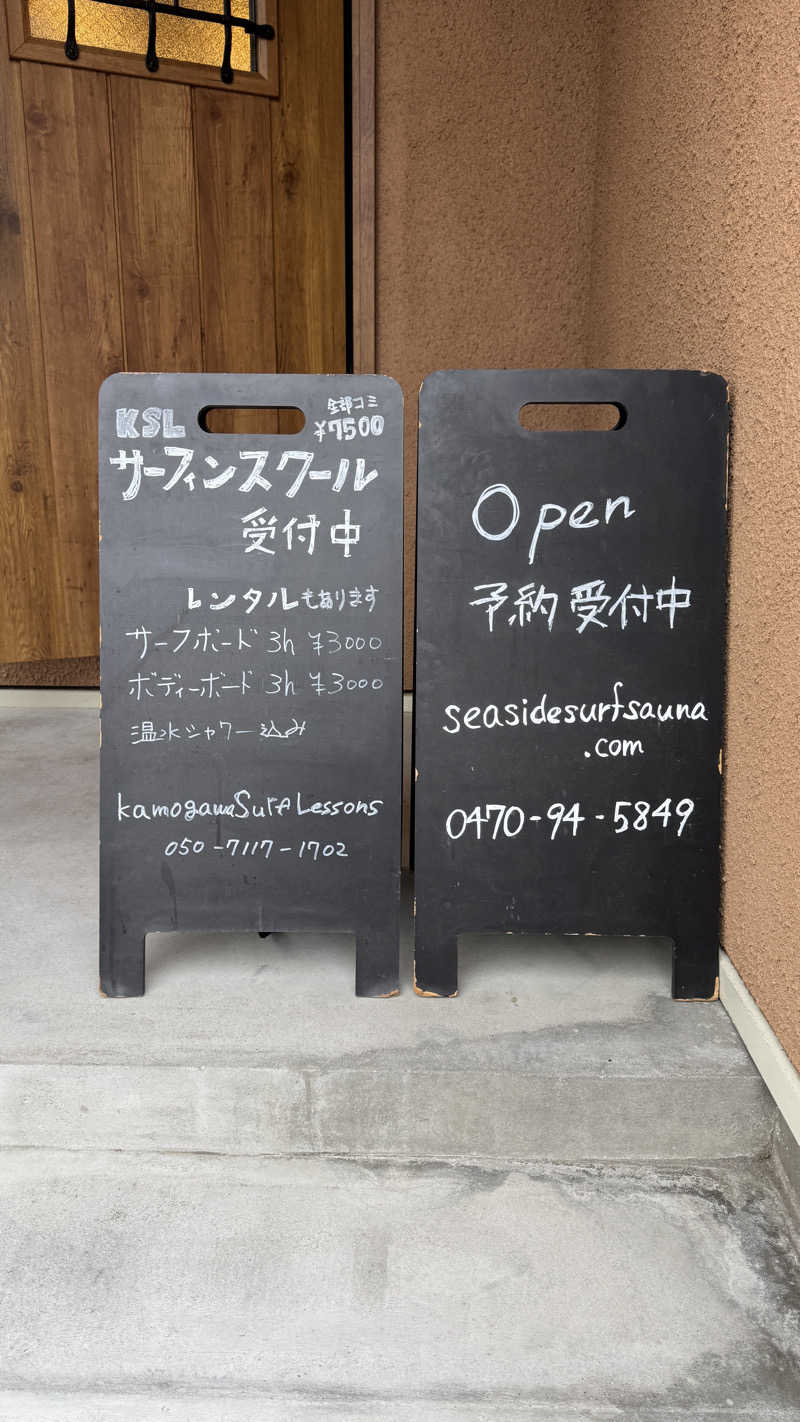 KSL
全部コミ
¥7500
サーフィンスクール
受付中
レンタルもあります
サーフボード 3h ¥3000
ボディーボード 3h ¥3000
温水シャワー込み
kamogawaSurfLessons
050-7117-1702
Open
予約受付中
seasidesurfsauna
.com
0470-94-5849